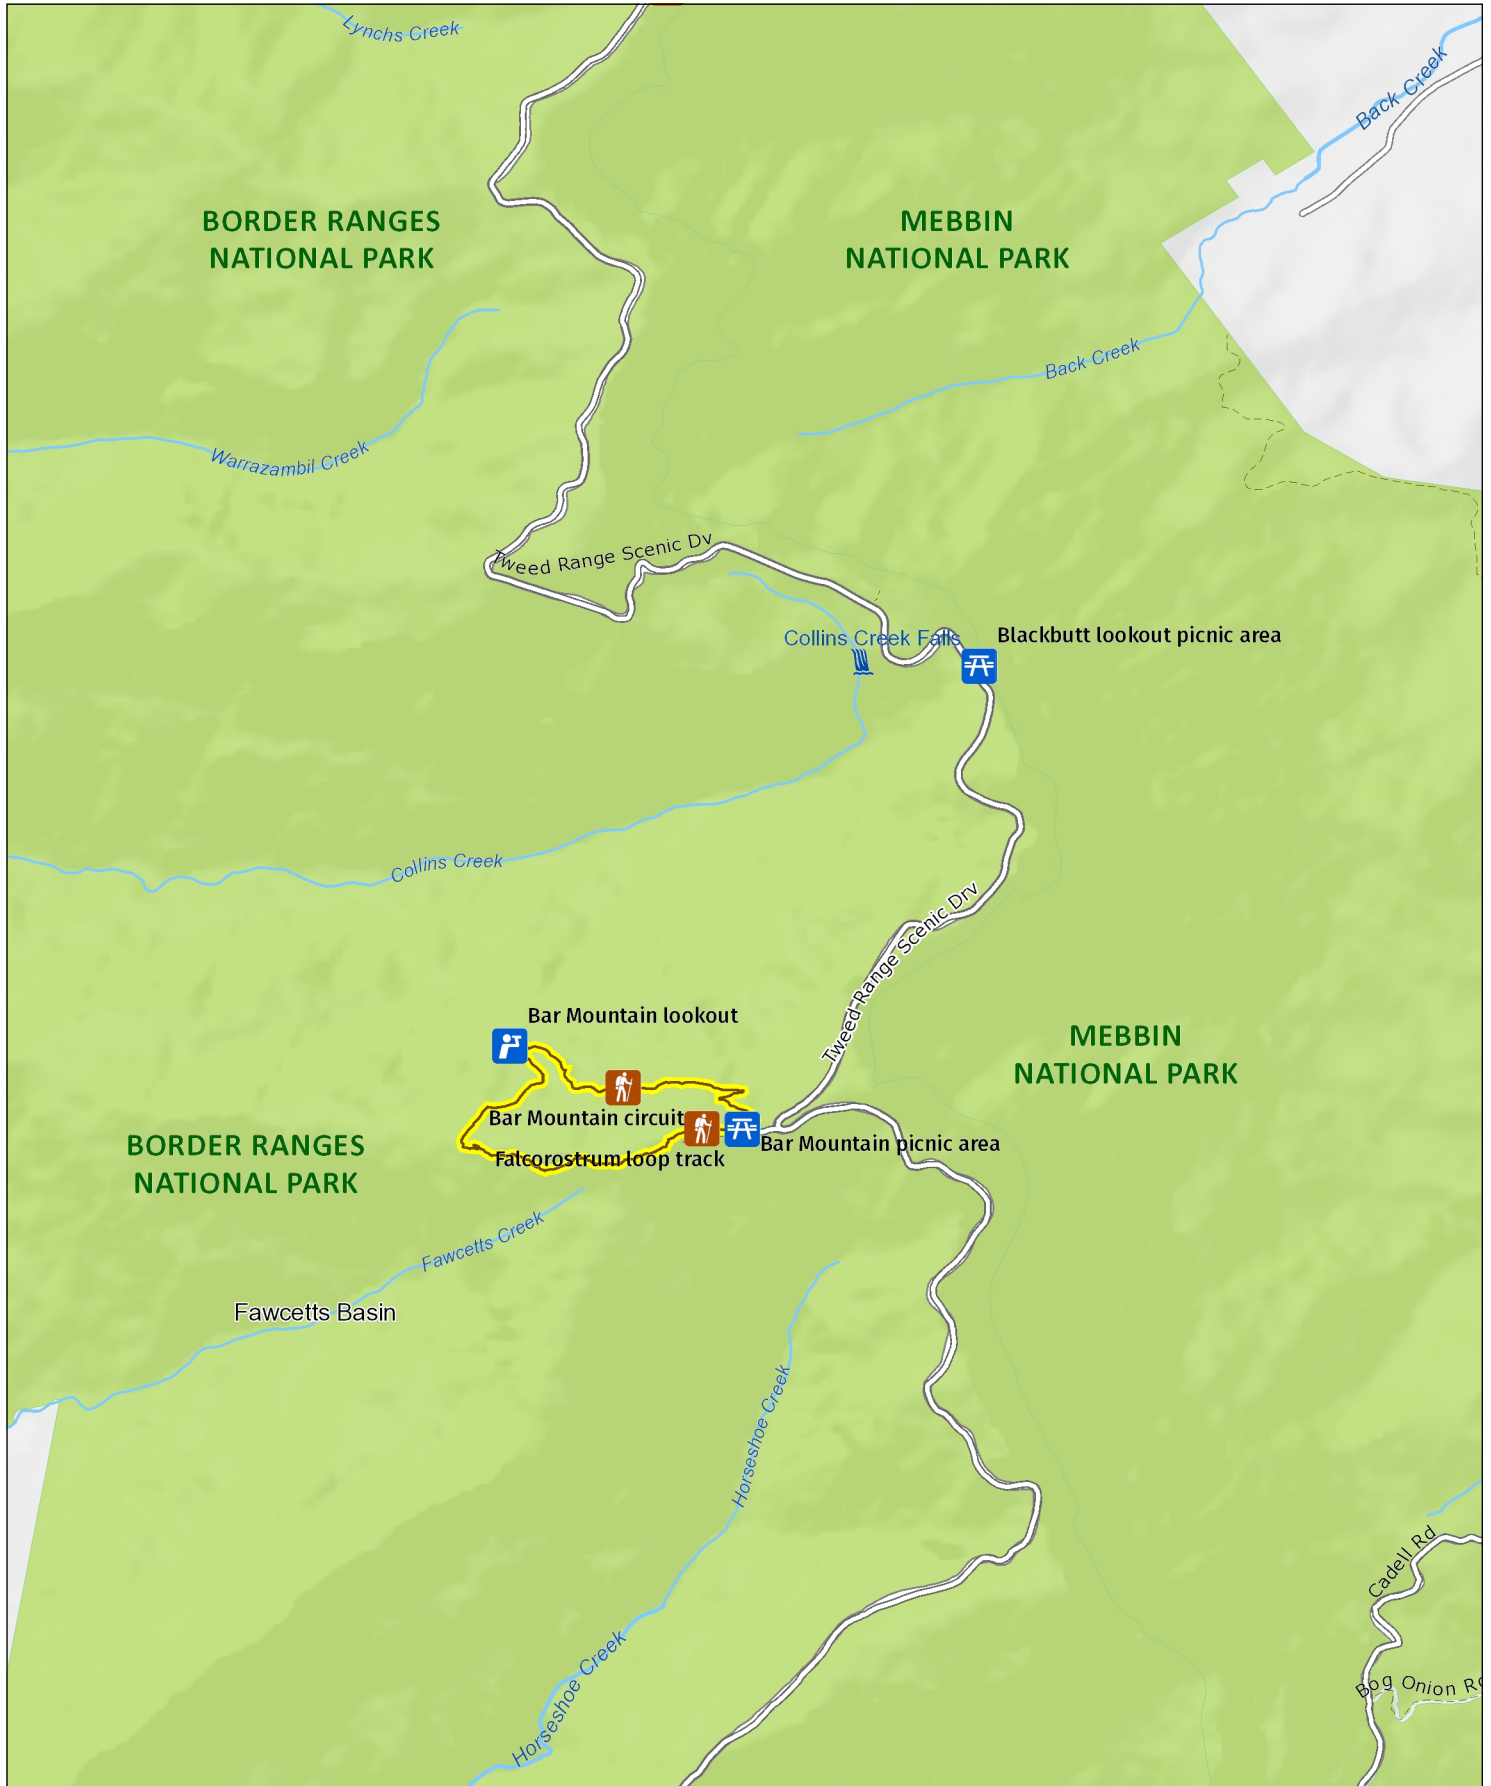 Lynchs Creek
Back Creek
BORDER RANGES
NATIONAL PARK
MEBBIN
NATIONAL PARK
Back Creek
Warrazambil Creek
Tweed Range Scenic Dv
Collins Creek Falls
Blackbutt lookout picnic area
Collins Creek
Tweed Range Scenic Drv
Bar Mountain lookout
MEBBIN
NATIONAL PARK
Bar Mountain circuit
Bar Mountain picnic area
Falcorostrum loop track
BORDER RANGES
NATIONAL PARK
Fawcetts Creek
Fawcetts Basin
Horseshoe Creek
Cadell Rd
Horseshoe Creek
Bog Onion